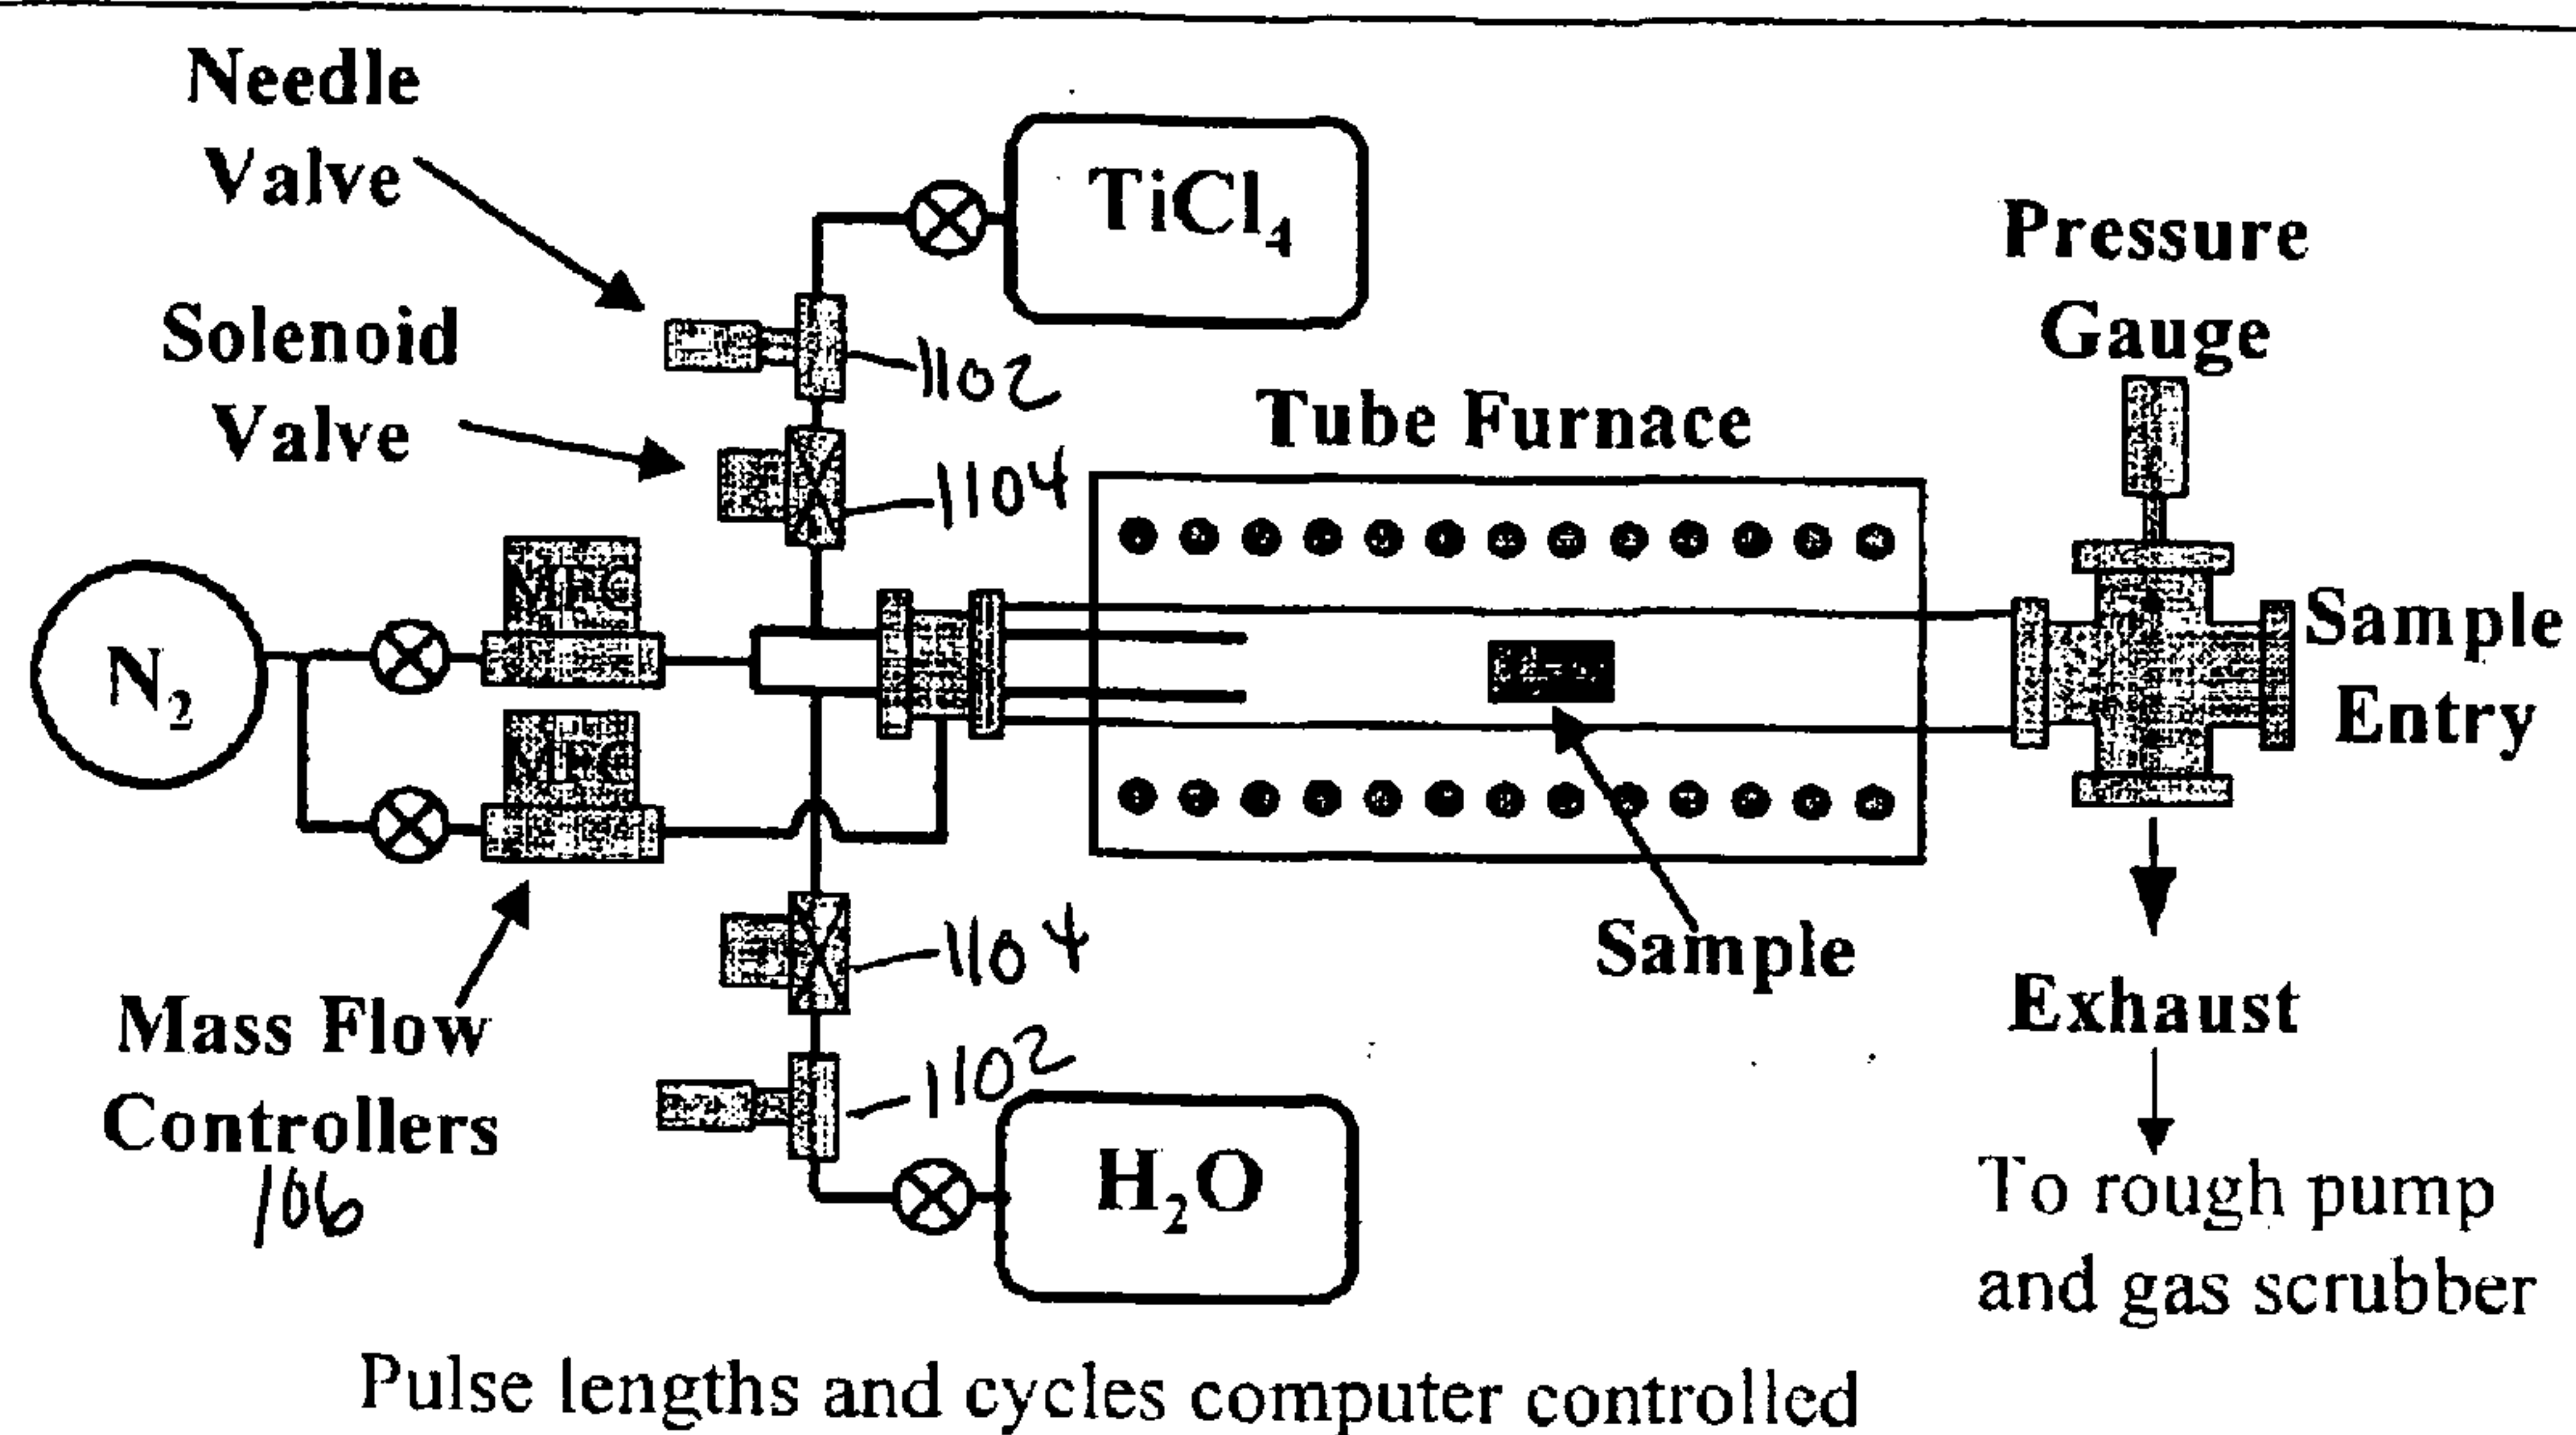 Needle
Valve
TiCl₄
Pressure
Gauge
Solenoid
Valve
1102
Tube Furnace
1104
MFC
N₂
Sample
Entry
MFC
Sample
1104
Mass Flow
Controllers
106
Exhaust
1102
H₂O
To rough pump
and gas scrubber
Pulse lengths and cycles computer controlled